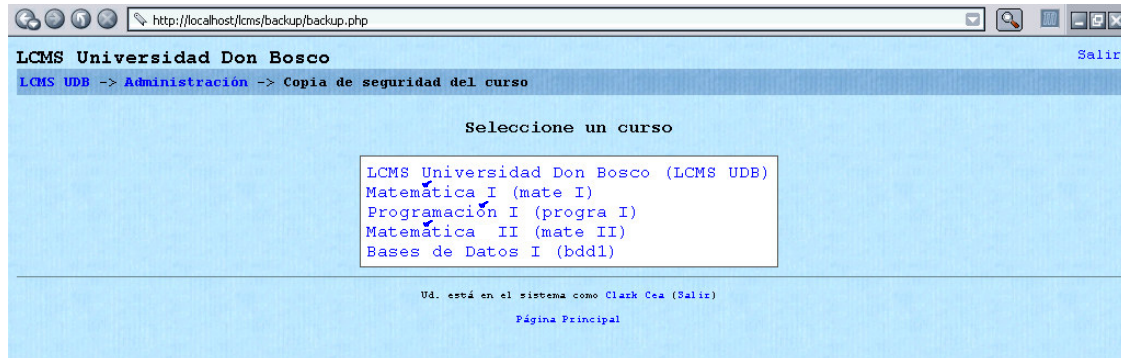 http://localhost/lcms/backup/backup.php
LCMS Universidad Don Bosco
Salir
LCMS UDB -> Administración -> Copia de seguridad del curso
Seleccione un curso
LCMS Universidad Don Bosco (LCMS UDB)
Matemática I (mate I)
Programación I (progra I)
Matemática II (mate II)
Bases de Datos I (bdd1)
Ud. está en el sistema como Clark Cea (Salir)
Página Principal